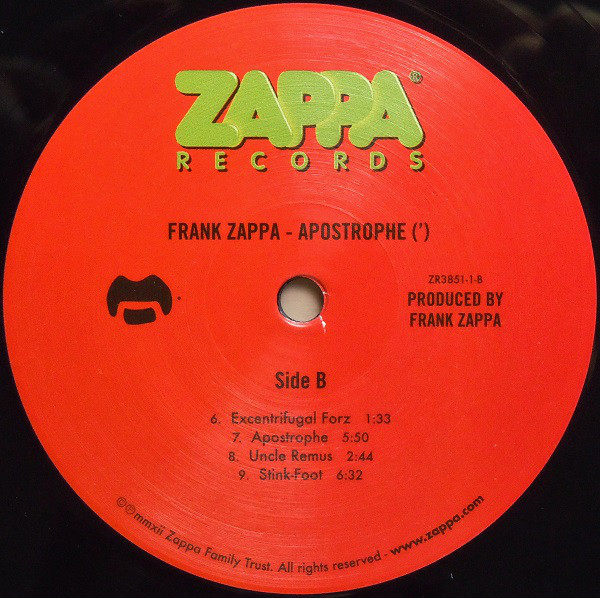 ZAPPA®
RECORDS
FRANK ZAPPA - APOSTROPHE (')
ZR3851-1-B
PRODUCED BY
FRANK ZAPPA
Side B
6. Excentrifugal Forz 1:33
7. Apostrophe 5:50
8. Uncle Remus 2:44
9. Stink-Foot 6:32
©℗mmxii Zappa Family Trust. All rights reserved - www.zappa.com